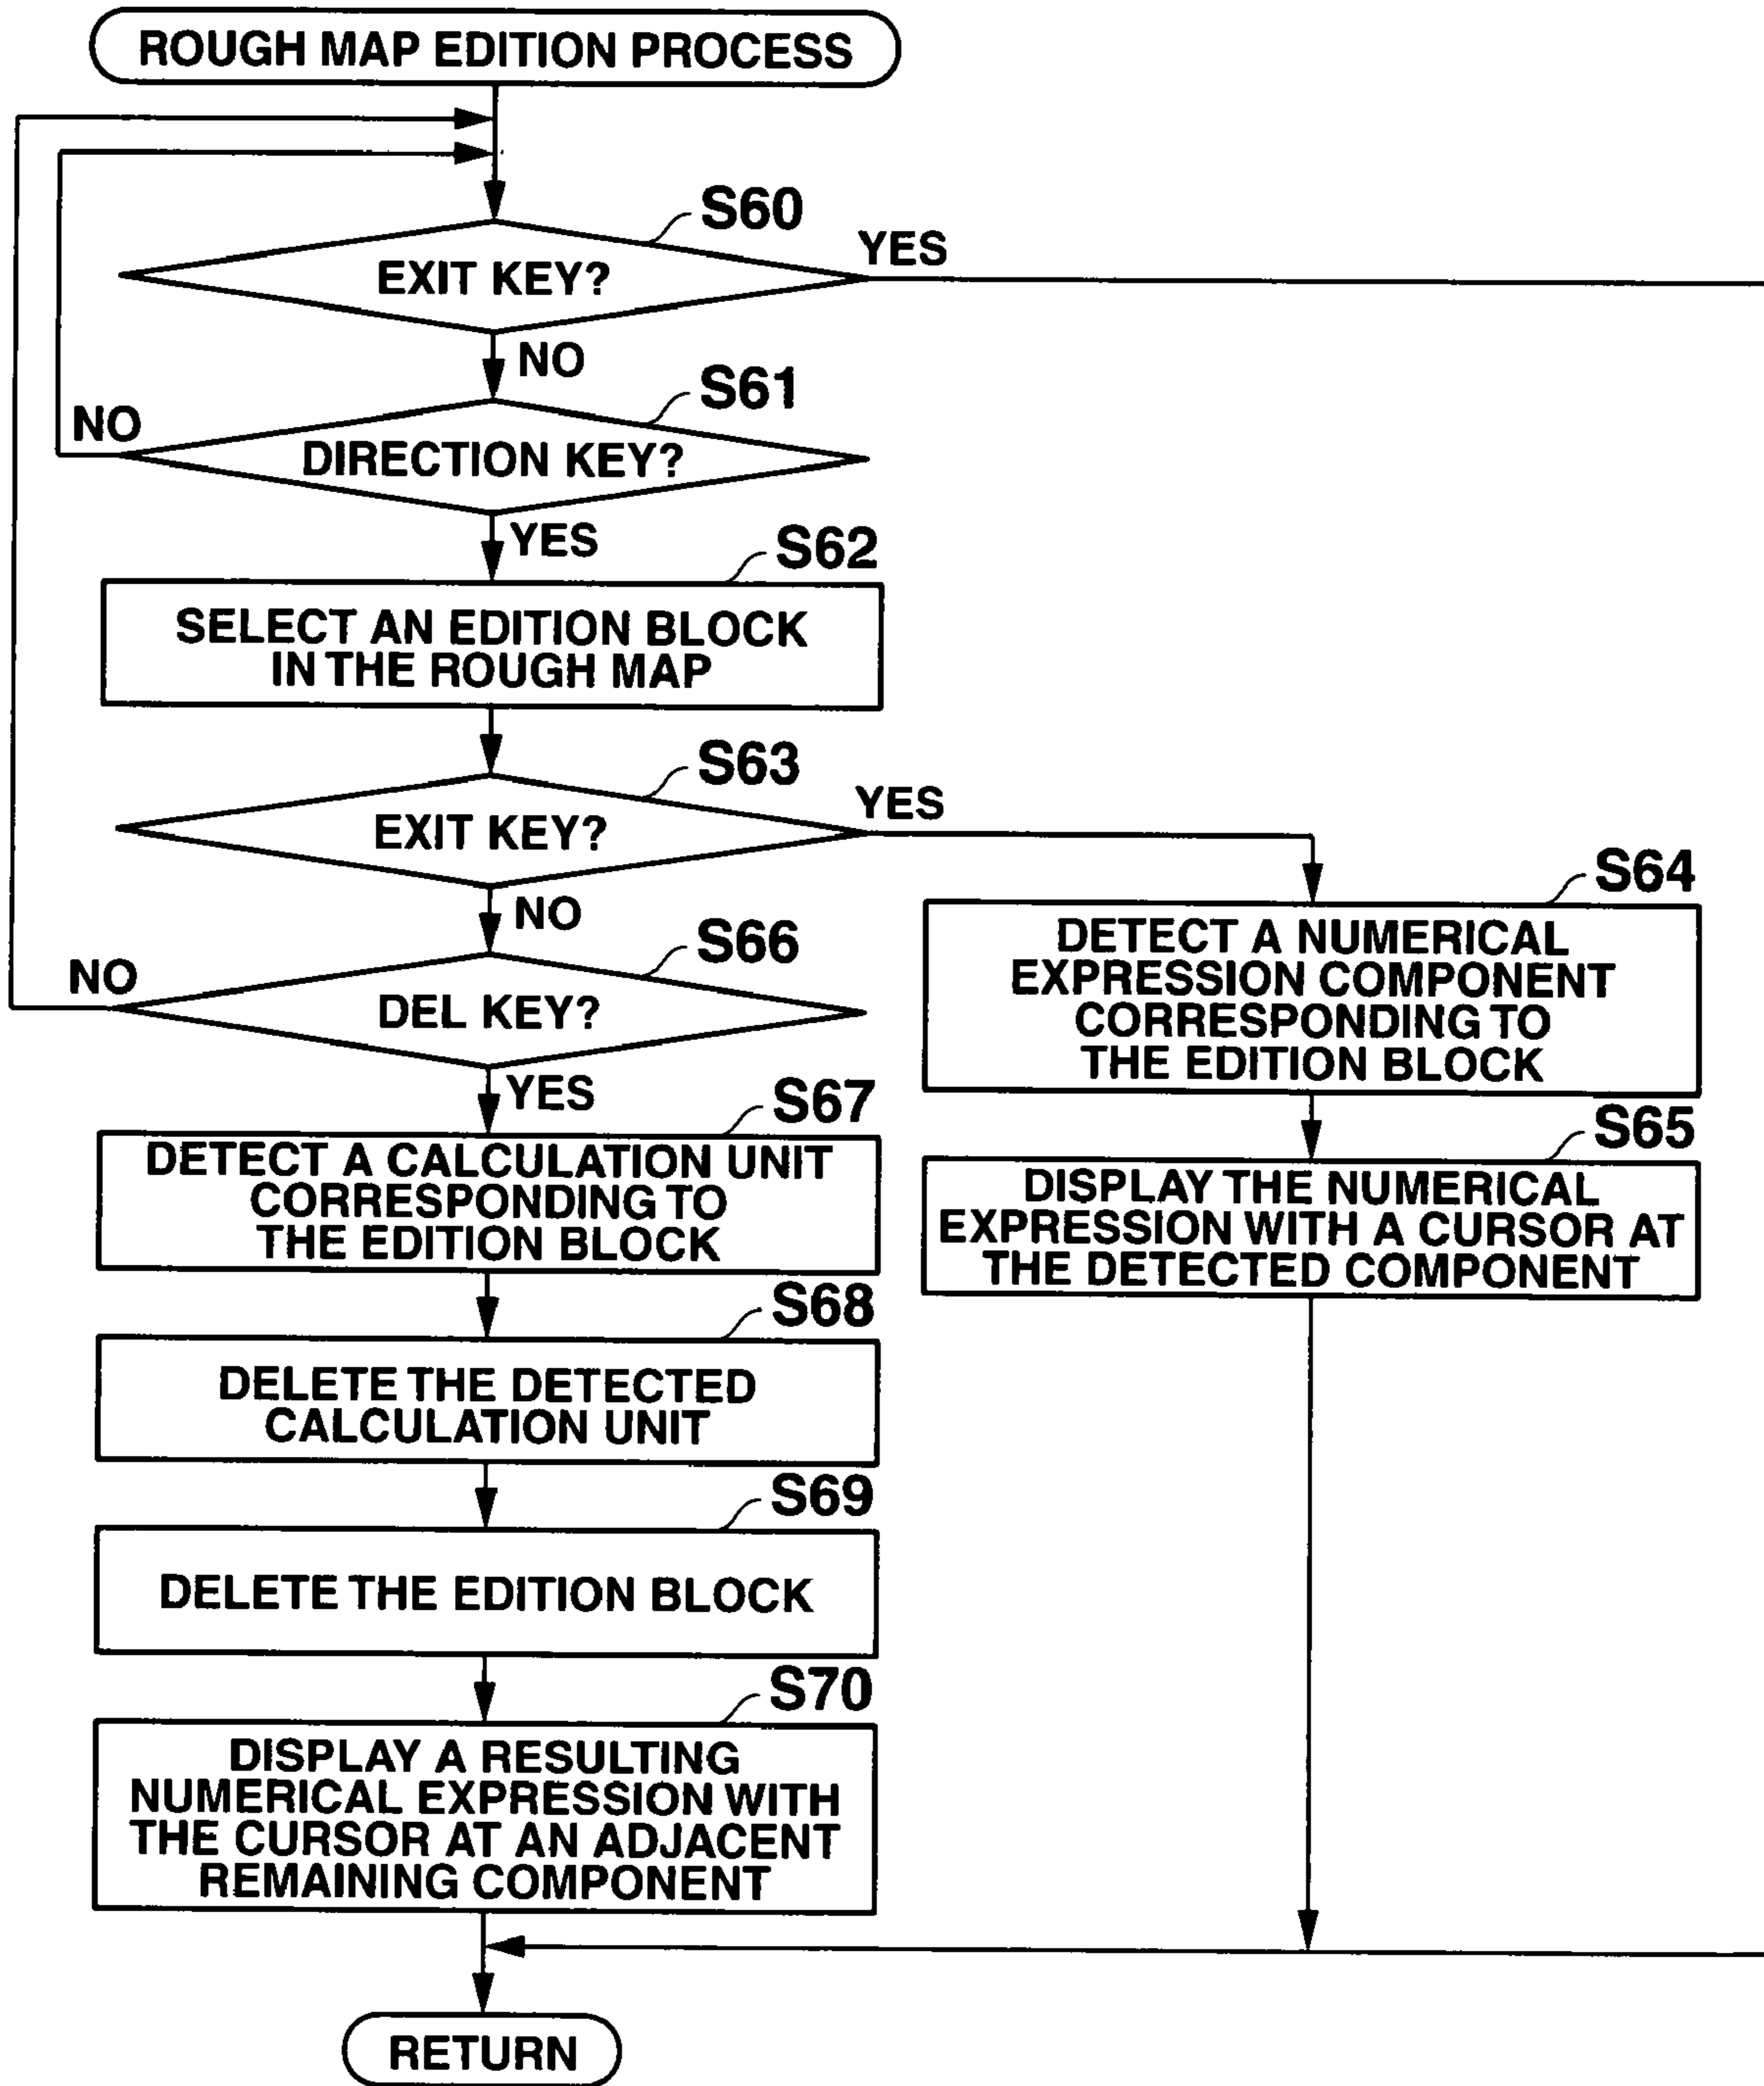 ROUGH MAP EDITION PROCESS
S60
EXIT KEY?
YES
NO
S61
DIRECTION KEY?
NO
YES
S62
SELECT AN EDITION BLOCK
IN THE ROUGH MAP
S63
EXIT KEY?
YES
NO
S64
DETECT A NUMERICAL
EXPRESSION COMPONENT
CORRESPONDING TO
THE EDITION BLOCK
S65
DISPLAY THE NUMERICAL
EXPRESSION WITH A CURSOR AT
THE DETECTED COMPONENT
S66
DEL KEY?
NO
YES
S67
DETECT A CALCULATION UNIT
CORRESPONDING TO
THE EDITION BLOCK
S68
DELETE THE DETECTED
CALCULATION UNIT
S69
DELETE THE EDITION BLOCK
S70
DISPLAY A RESULTING
NUMERICAL EXPRESSION WITH
THE CURSOR AT AN ADJACENT
REMAINING COMPONENT
RETURN